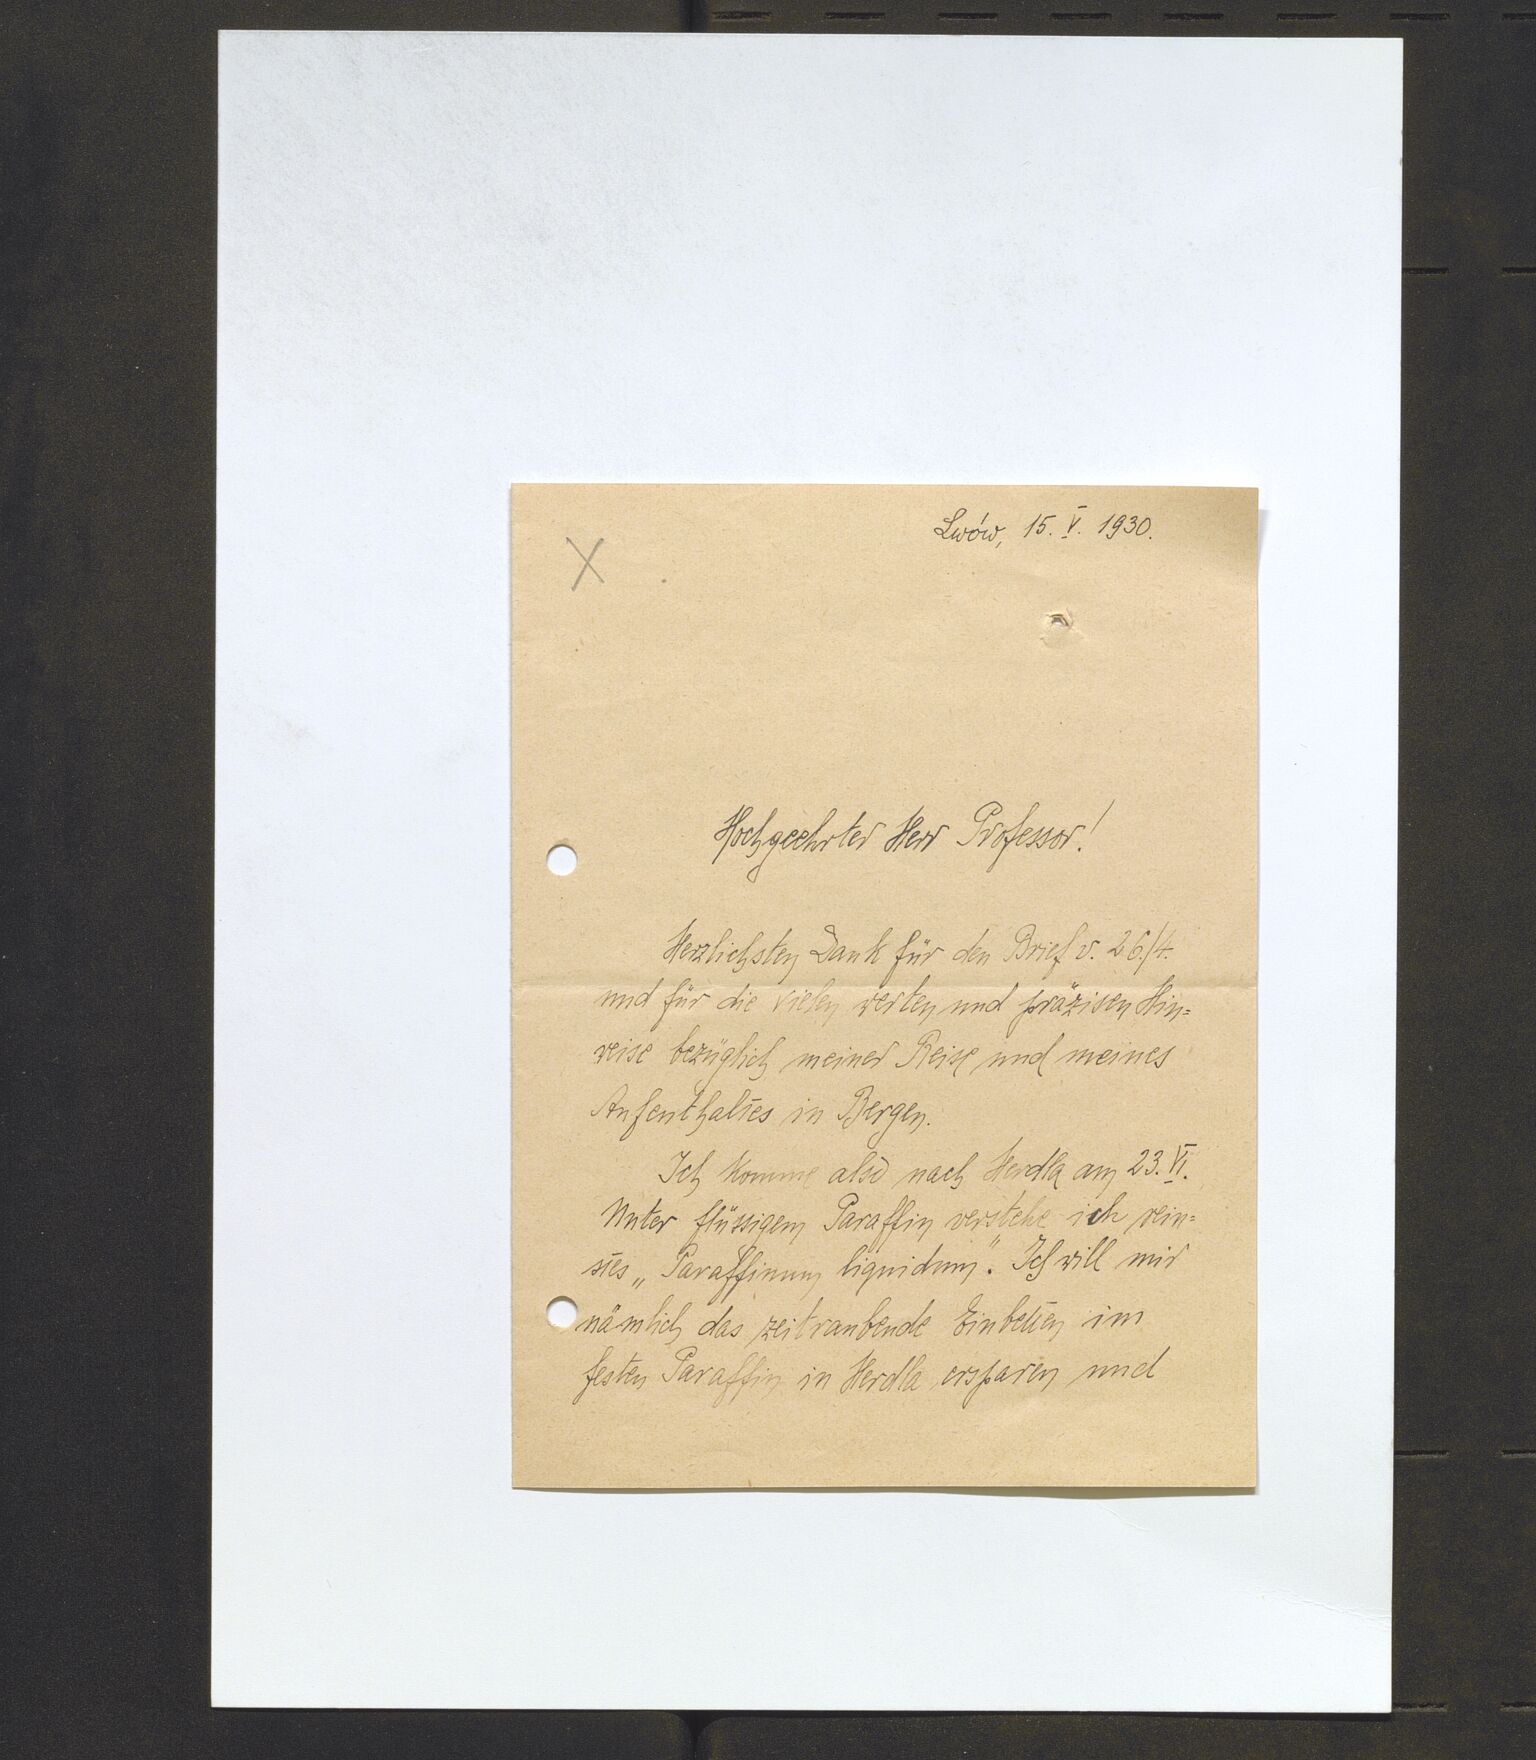 Lwów, 15. V. 1930.
X
Hochgeehrter Herr Professor!
Herzlichsten Dank für den Brief v. 26/4.
und für die vielen werten und präzisen Hin=
weise bezüglich meiner Reise und meines
Aufenthaltes in Bergen.
Ich komme also nach Herdla am 23. VI.
Unter flüssigem Paraffin verstehe ich rein=
stes „Paraffinum liquidum". Ich will mir
nämlich das zeitraubende Einbetten im
festen Paraffin in Herdla ersparen und